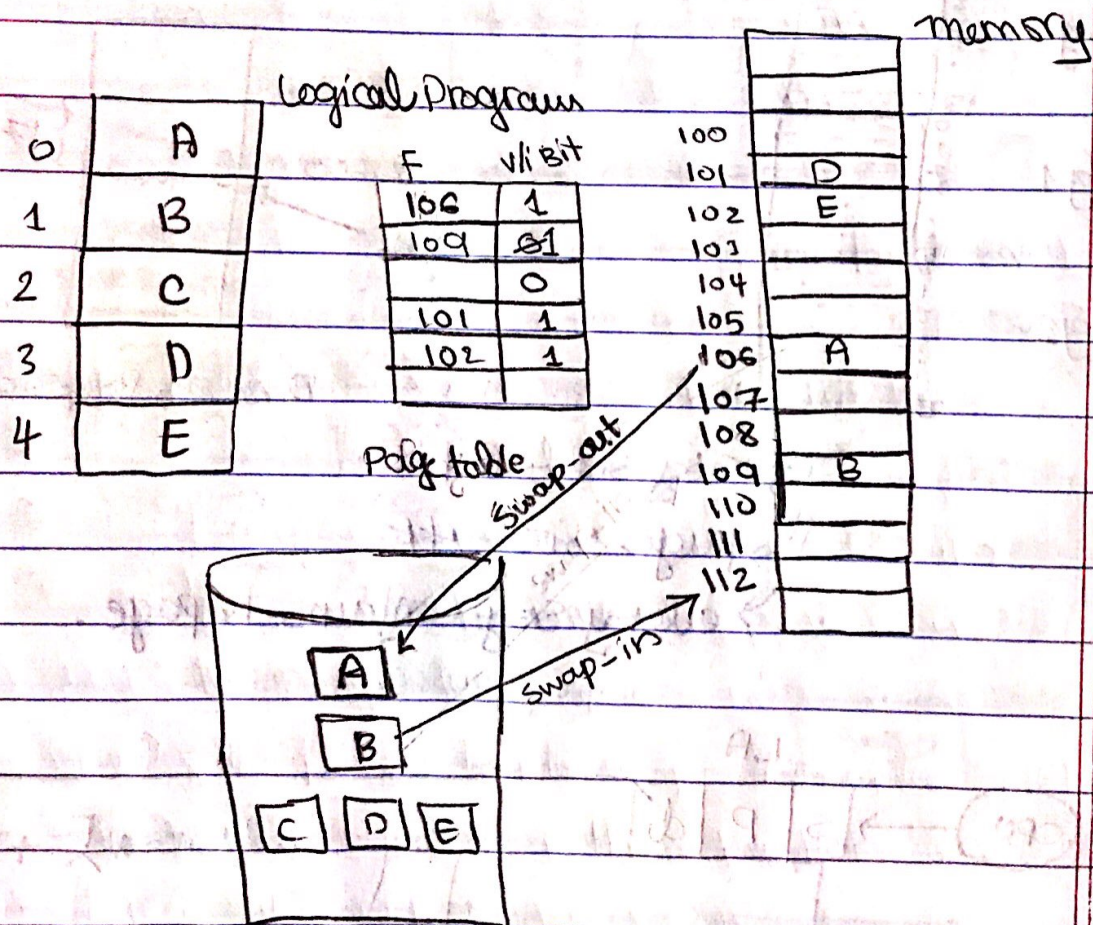 memory
Logical Program
0 A
1 B
2 C
3 D
4 E
F V/i Bit
106 1
109 01
0
101 1
102 1
Page table
100
101 D
102 E
103
104
105
106 A
107
108
109 B
110
111
112
Swap-out
Swap-in
A
B
C D E